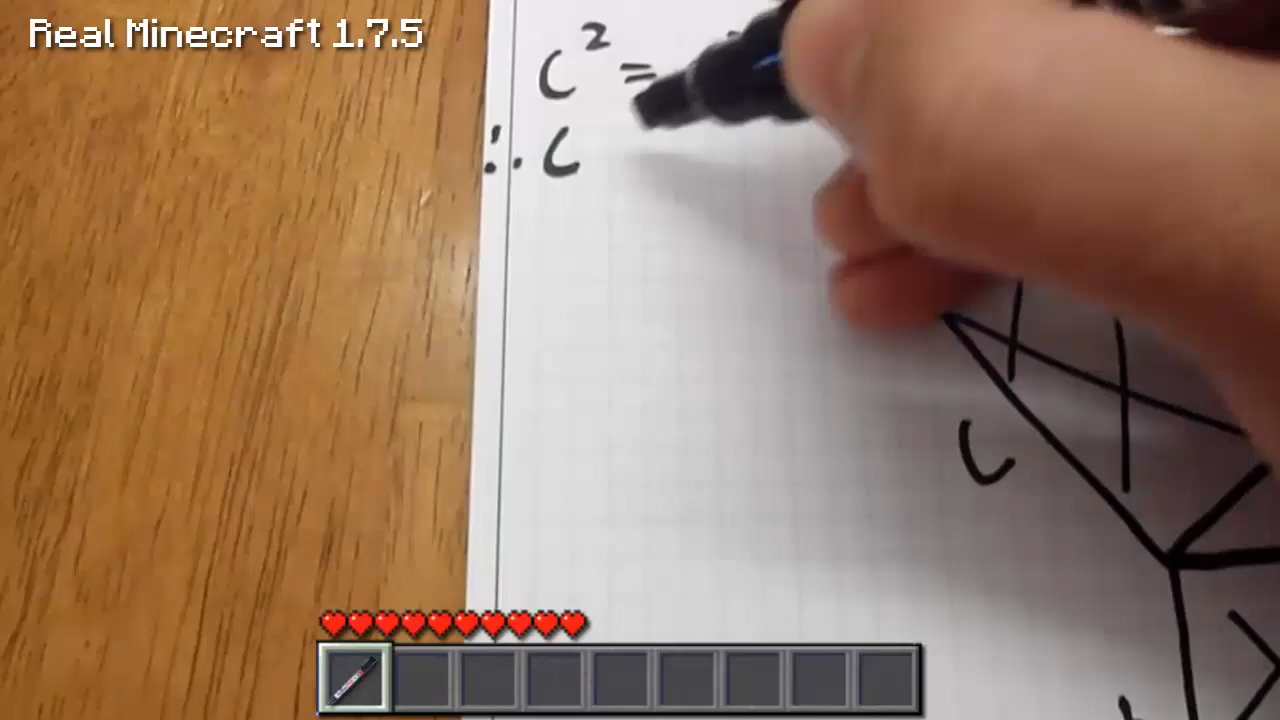 Real Minecraft 1.7.5
c² =
∴ c
c